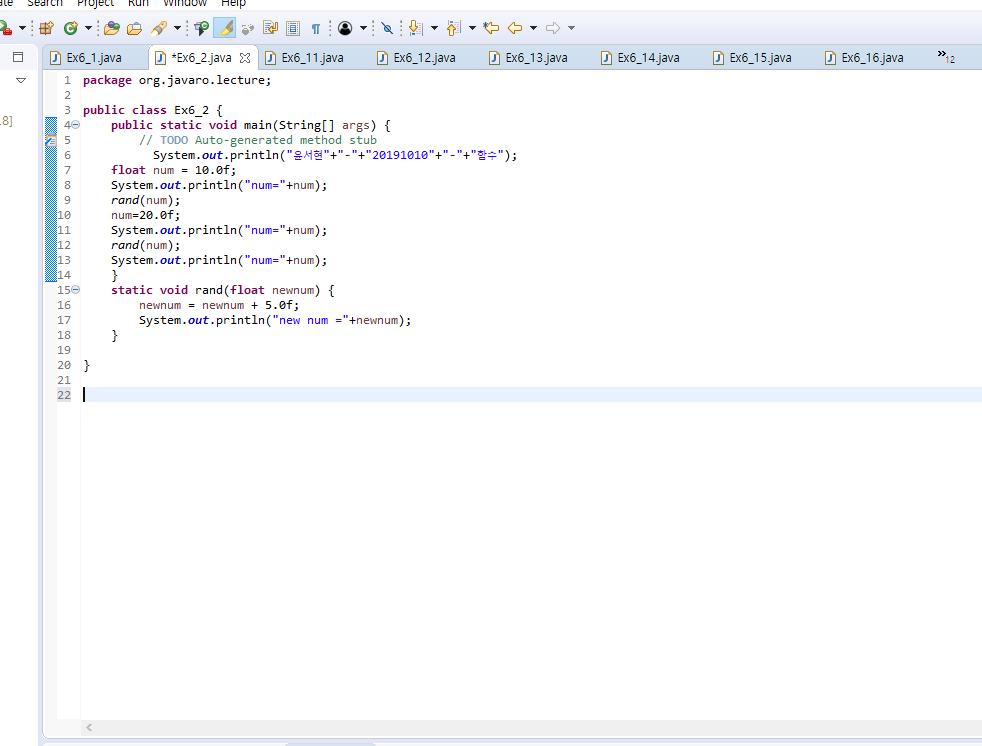 ate Search Project Run Window Help
Ex6_1.java *Ex6_2.java Ex6_11.java Ex6_12.java Ex6_13.java Ex6_14.java Ex6_15.java Ex6_16.java »12
.8]
1 package org.javaro.lecture;
2
3 public class Ex6_2 {
4 public static void main(String[] args) {
5 // TODO Auto-generated method stub
6 System.out.println("윤서현"+"-"+"20191010"+"-"+"함수");
7 float num = 10.0f;
8 System.out.println("num="+num);
9 rand(num);
10 num=20.0f;
11 System.out.println("num="+num);
12 rand(num);
13 System.out.println("num="+num);
14 }
15 static void rand(float newnum) {
16 newnum = newnum + 5.0f;
17 System.out.println("new num ="+newnum);
18 }
19
20 }
21
22